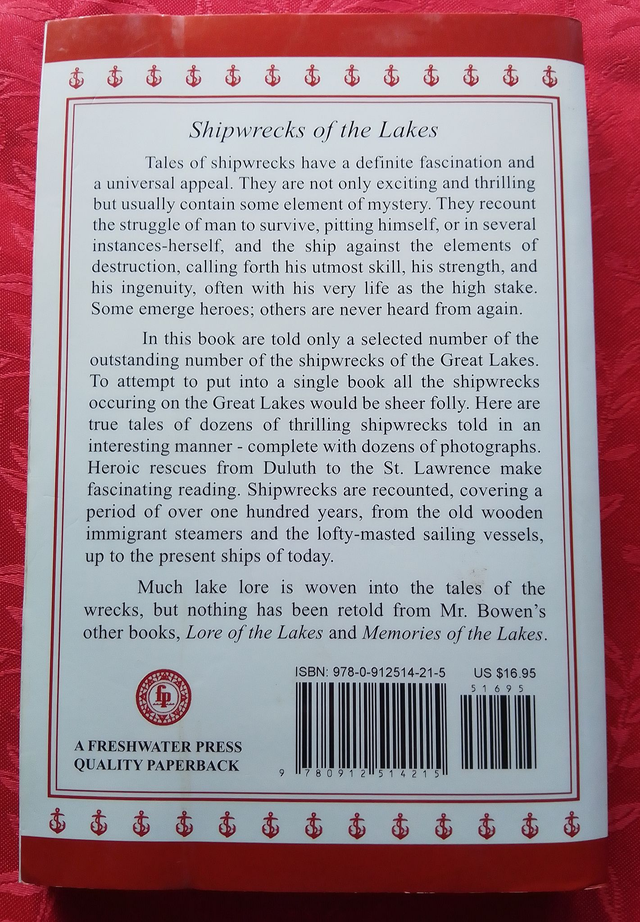 Shipwrecks of the Lakes
Tales of shipwrecks have a definite fascination and
a universal appeal. They are not only exciting and thrilling
but usually contain some element of mystery. They recount
the struggle of man to survive, pitting himself, or in several
instances-herself, and the ship against the elements of
destruction, calling forth his utmost skill, his strength, and
his ingenuity, often with his very life as the high stake.
Some emerge heroes; others are never heard from again.
In this book are told only a selected number of the
outstanding number of the shipwrecks of the Great Lakes.
To attempt to put into a single book all the shipwrecks
occuring on the Great Lakes would be sheer folly. Here are
true tales of dozens of thrilling shipwrecks told in an
interesting manner - complete with dozens of photographs.
Heroic rescues from Duluth to the St. Lawrence make
fascinating reading. Shipwrecks are recounted, covering a
period of over one hundred years, from the old wooden
immigrant steamers and the lofty-masted sailing vessels,
up to the present ships of today.
Much lake lore is woven into the tales of the
wrecks, but nothing has been retold from Mr. Bowen's
other books, Lore of the Lakes and Memories of the Lakes.
fp
A FRESHWATER PRESS
QUALITY PAPERBACK
ISBN: 978-0-912514-21-5
US $16.95
51695
9 780912 514215